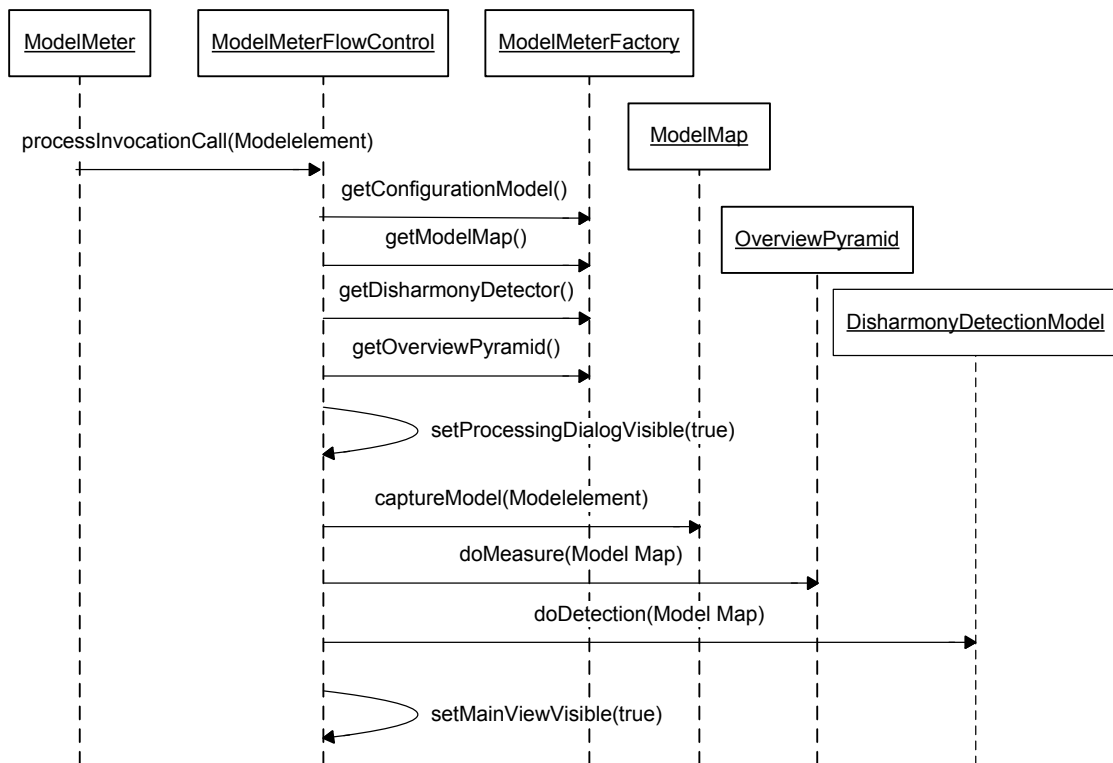 ModelMeter
ModelMeterFlowControl
ModelMeterFactory
ModelMap
processInvocationCall(Modelelement)
getConfigurationModel()
OverviewPyramid
getModelMap()
getDisharmonyDetector()
DisharmonyDetectionModel
getOverviewPyramid()
setProcessingDialogVisible(true)
captureModel(Modelelement)
doMeasure(Model Map)
doDetection(Model Map)
setMainViewVisible(true)